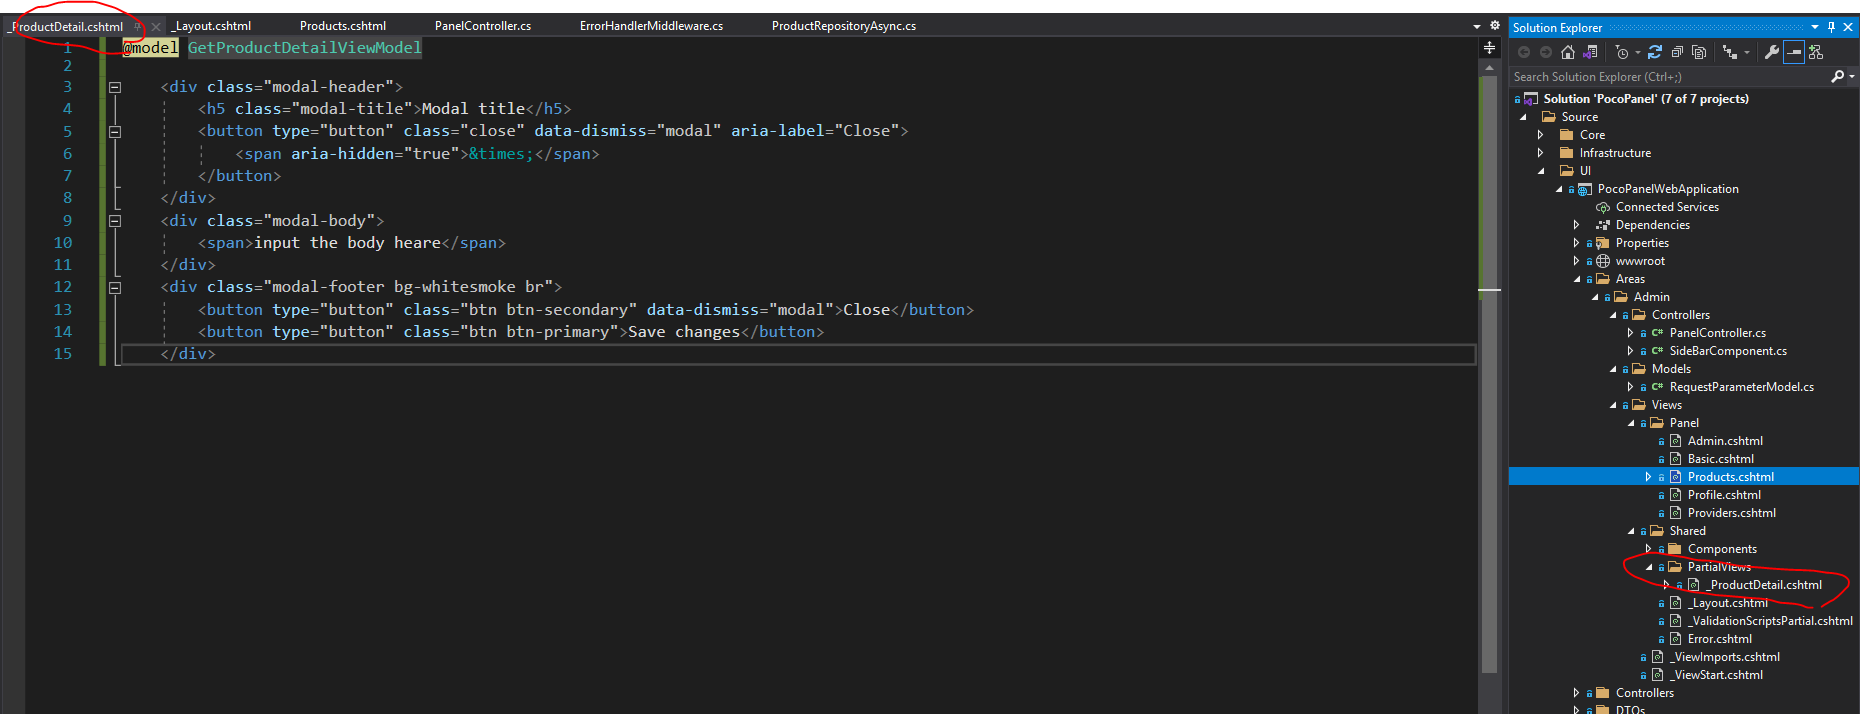 _ProductDetail.cshtml
_Layout.cshtml
Products.cshtml
PanelController.cs
ErrorHandlerMiddleware.cs
ProductRepositoryAsync.cs
1 @model GetProductDetailViewModel
2
3 <div class="modal-header">
4 <h5 class="modal-title">Modal title</h5>
5 <button type="button" class="close" data-dismiss="modal" aria-label="Close">
6 <span aria-hidden="true">&times;</span>
7 </button>
8 </div>
9 <div class="modal-body">
10 <span>input the body heare</span>
11 </div>
12 <div class="modal-footer bg-whitesmoke br">
13 <button type="button" class="btn btn-secondary" data-dismiss="modal">Close</button>
14 <button type="button" class="btn btn-primary">Save changes</button>
15 </div>
Solution Explorer
Search Solution Explorer (Ctrl+;)
Solution 'PocoPanel' (7 of 7 projects)
Source
Core
Infrastructure
UI
PocoPanelWebApplication
Connected Services
Dependencies
Properties
wwwroot
Areas
Admin
Controllers
C# PanelController.cs
C# SideBarComponent.cs
Models
C# RequestParameterModel.cs
Views
Panel
Admin.cshtml
Basic.cshtml
Products.cshtml
Profile.cshtml
Providers.cshtml
Shared
Components
PartialViews
_ProductDetail.cshtml
_Layout.cshtml
_ValidationScriptsPartial.cshtml
Error.cshtml
_ViewImports.cshtml
_ViewStart.cshtml
Controllers
DTOs